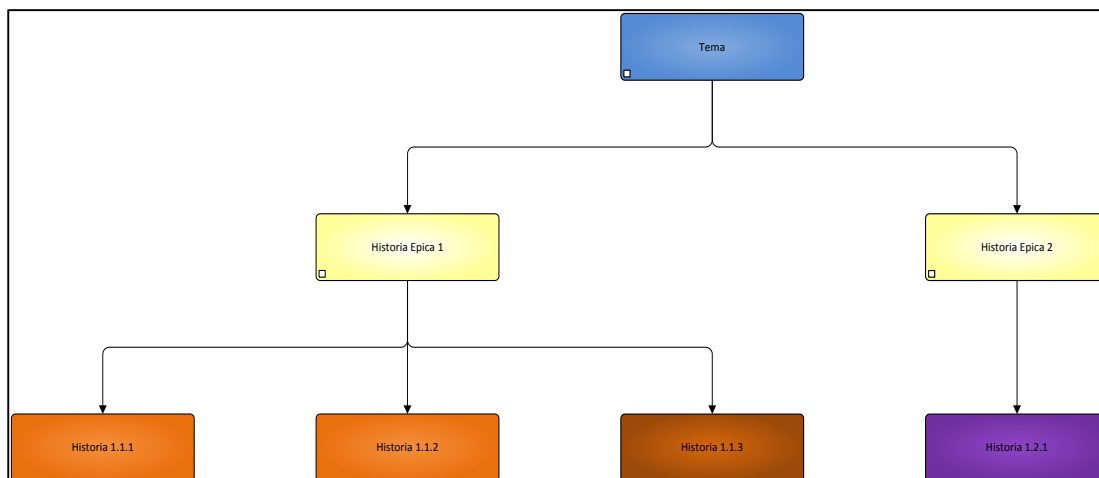 Tema
Historia Epica 1
Historia Epica 2
Historia 1.1.1
Historia 1.1.2
Historia 1.1.3
Historia 1.2.1